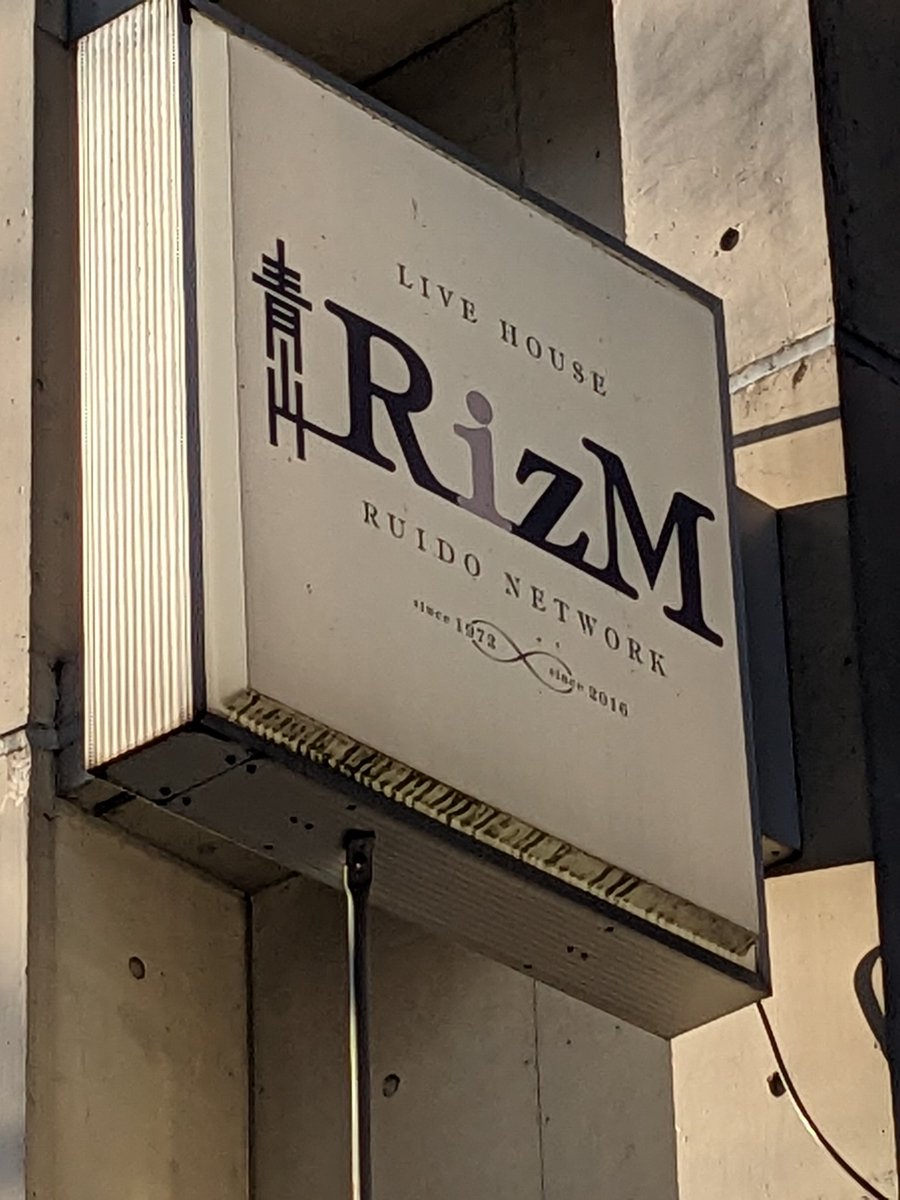 LIVE HOUSE
青山 RizM
RUIDO NETWORK
since 1972
since 2016